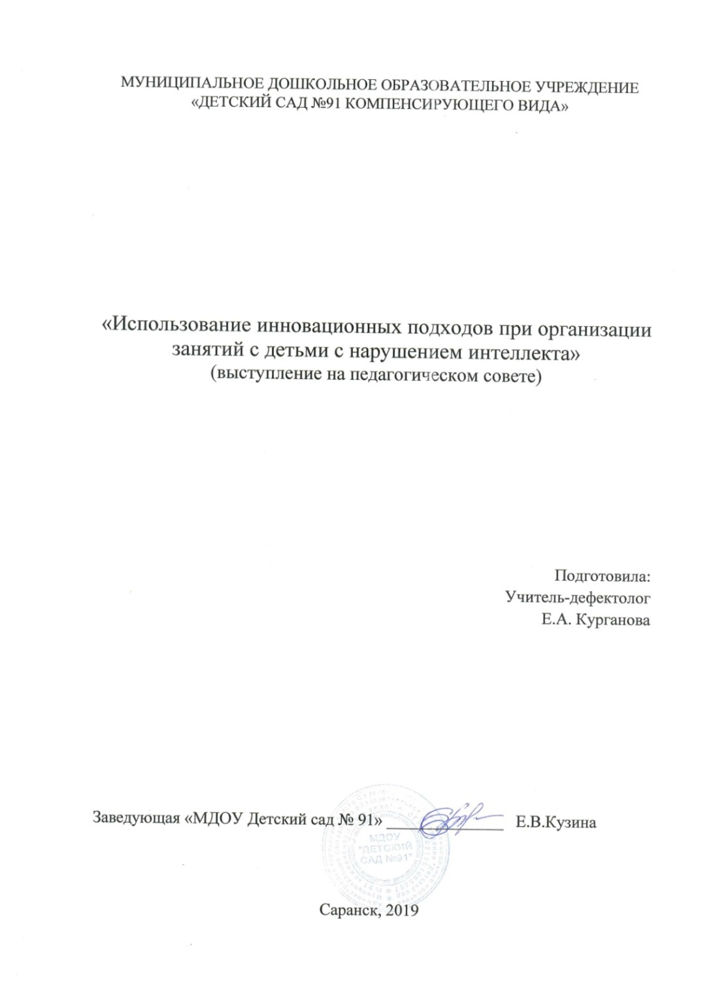 МУНИЦИПАЛЬНОЕ ДОШКОЛЬНОЕ ОБРАЗОВАТЕЛЬНОЕ УЧРЕЖДЕНИЕ
«ДЕТСКИЙ САД №91 КОМПЕНСИРУЮЩЕГО ВИДА»
«Использование инновационных подходов при организации
занятий с детьми с нарушением интеллекта»
(выступление на педагогическом совете)
Подготовила:
Учитель-дефектолог
Е.А. Курганова
Заведующая «МДОУ Детский сад № 91» ______________ Е.В.Кузина
МДОУ
"ДЕТСКИЙ
САД №91"
Саранск, 2019